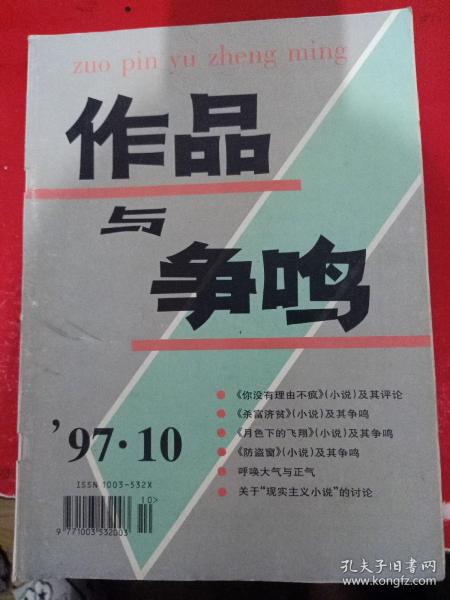 zuo pin yu zheng ming
作品
与
争鸣
《你没有理由不疯》(小说)及其评论
《杀富济贫》(小说)及其争鸣
《月色下的飞翔》(小说)及其争鸣
《防盗窗》(小说)及其争鸣
呼唤大气与正气
关于“现实主义小说”的讨论
’97·10
ISSN 1003-532X
10>
9 771003 532003
孔夫子旧书网
www.kongfz.com